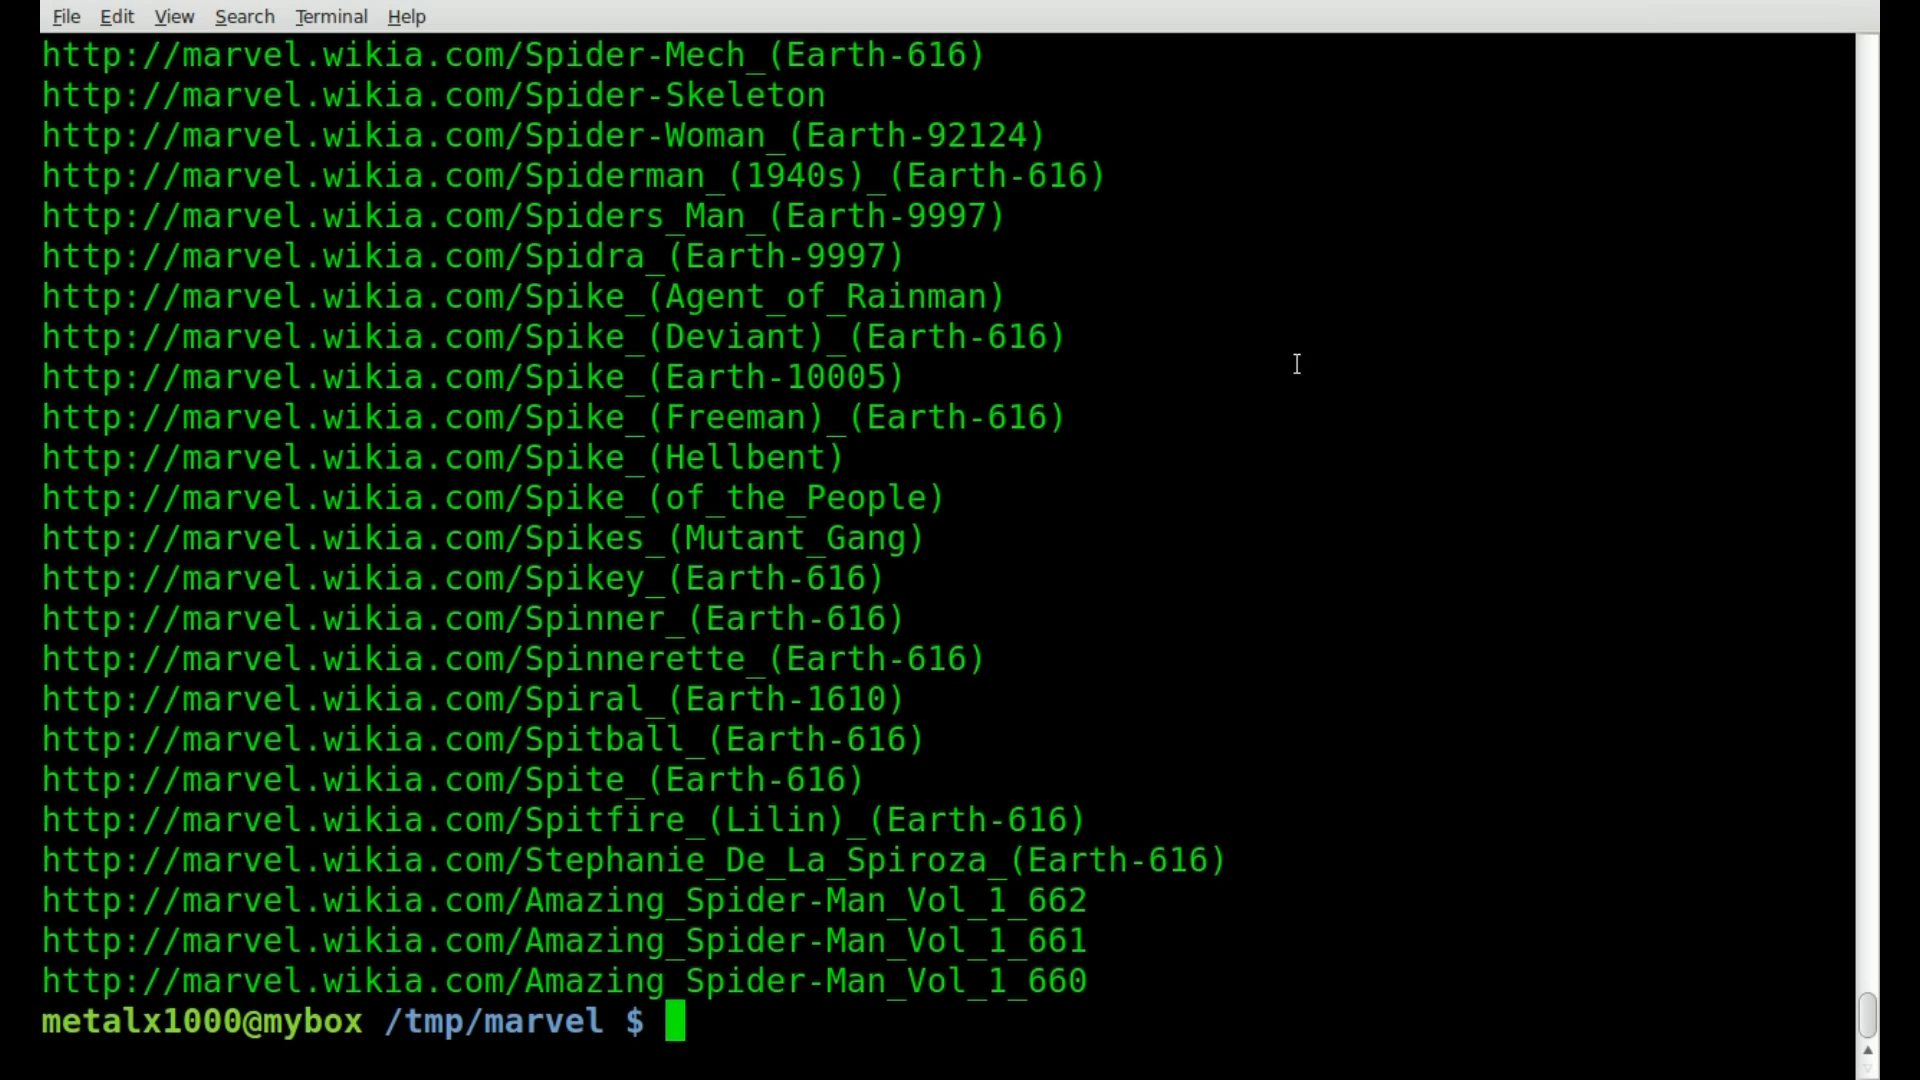 File Edit View Search Terminal Help
http://marvel.wikia.com/Spider-Mech_(Earth-616)
http://marvel.wikia.com/Spider-Skeleton
http://marvel.wikia.com/Spider-Woman_(Earth-92124)
http://marvel.wikia.com/Spiderman_(1940s)_(Earth-616)
http://marvel.wikia.com/Spiders_Man_(Earth-9997)
http://marvel.wikia.com/Spidra_(Earth-9997)
http://marvel.wikia.com/Spike_(Agent_of_Rainman)
http://marvel.wikia.com/Spike_(Deviant)_(Earth-616)
http://marvel.wikia.com/Spike_(Earth-10005)
http://marvel.wikia.com/Spike_(Freeman)_(Earth-616)
http://marvel.wikia.com/Spike_(Hellbent)
http://marvel.wikia.com/Spike_(of_the_People)
http://marvel.wikia.com/Spikes_(Mutant_Gang)
http://marvel.wikia.com/Spikey_(Earth-616)
http://marvel.wikia.com/Spinner_(Earth-616)
http://marvel.wikia.com/Spinnerette_(Earth-616)
http://marvel.wikia.com/Spiral_(Earth-1610)
http://marvel.wikia.com/Spitball_(Earth-616)
http://marvel.wikia.com/Spite_(Earth-616)
http://marvel.wikia.com/Spitfire_(Lilin)_(Earth-616)
http://marvel.wikia.com/Stephanie_De_La_Spiroza_(Earth-616)
http://marvel.wikia.com/Amazing_Spider-Man_Vol_1_662
http://marvel.wikia.com/Amazing_Spider-Man_Vol_1_661
http://marvel.wikia.com/Amazing_Spider-Man_Vol_1_660
metalx1000@mybox /tmp/marvel $